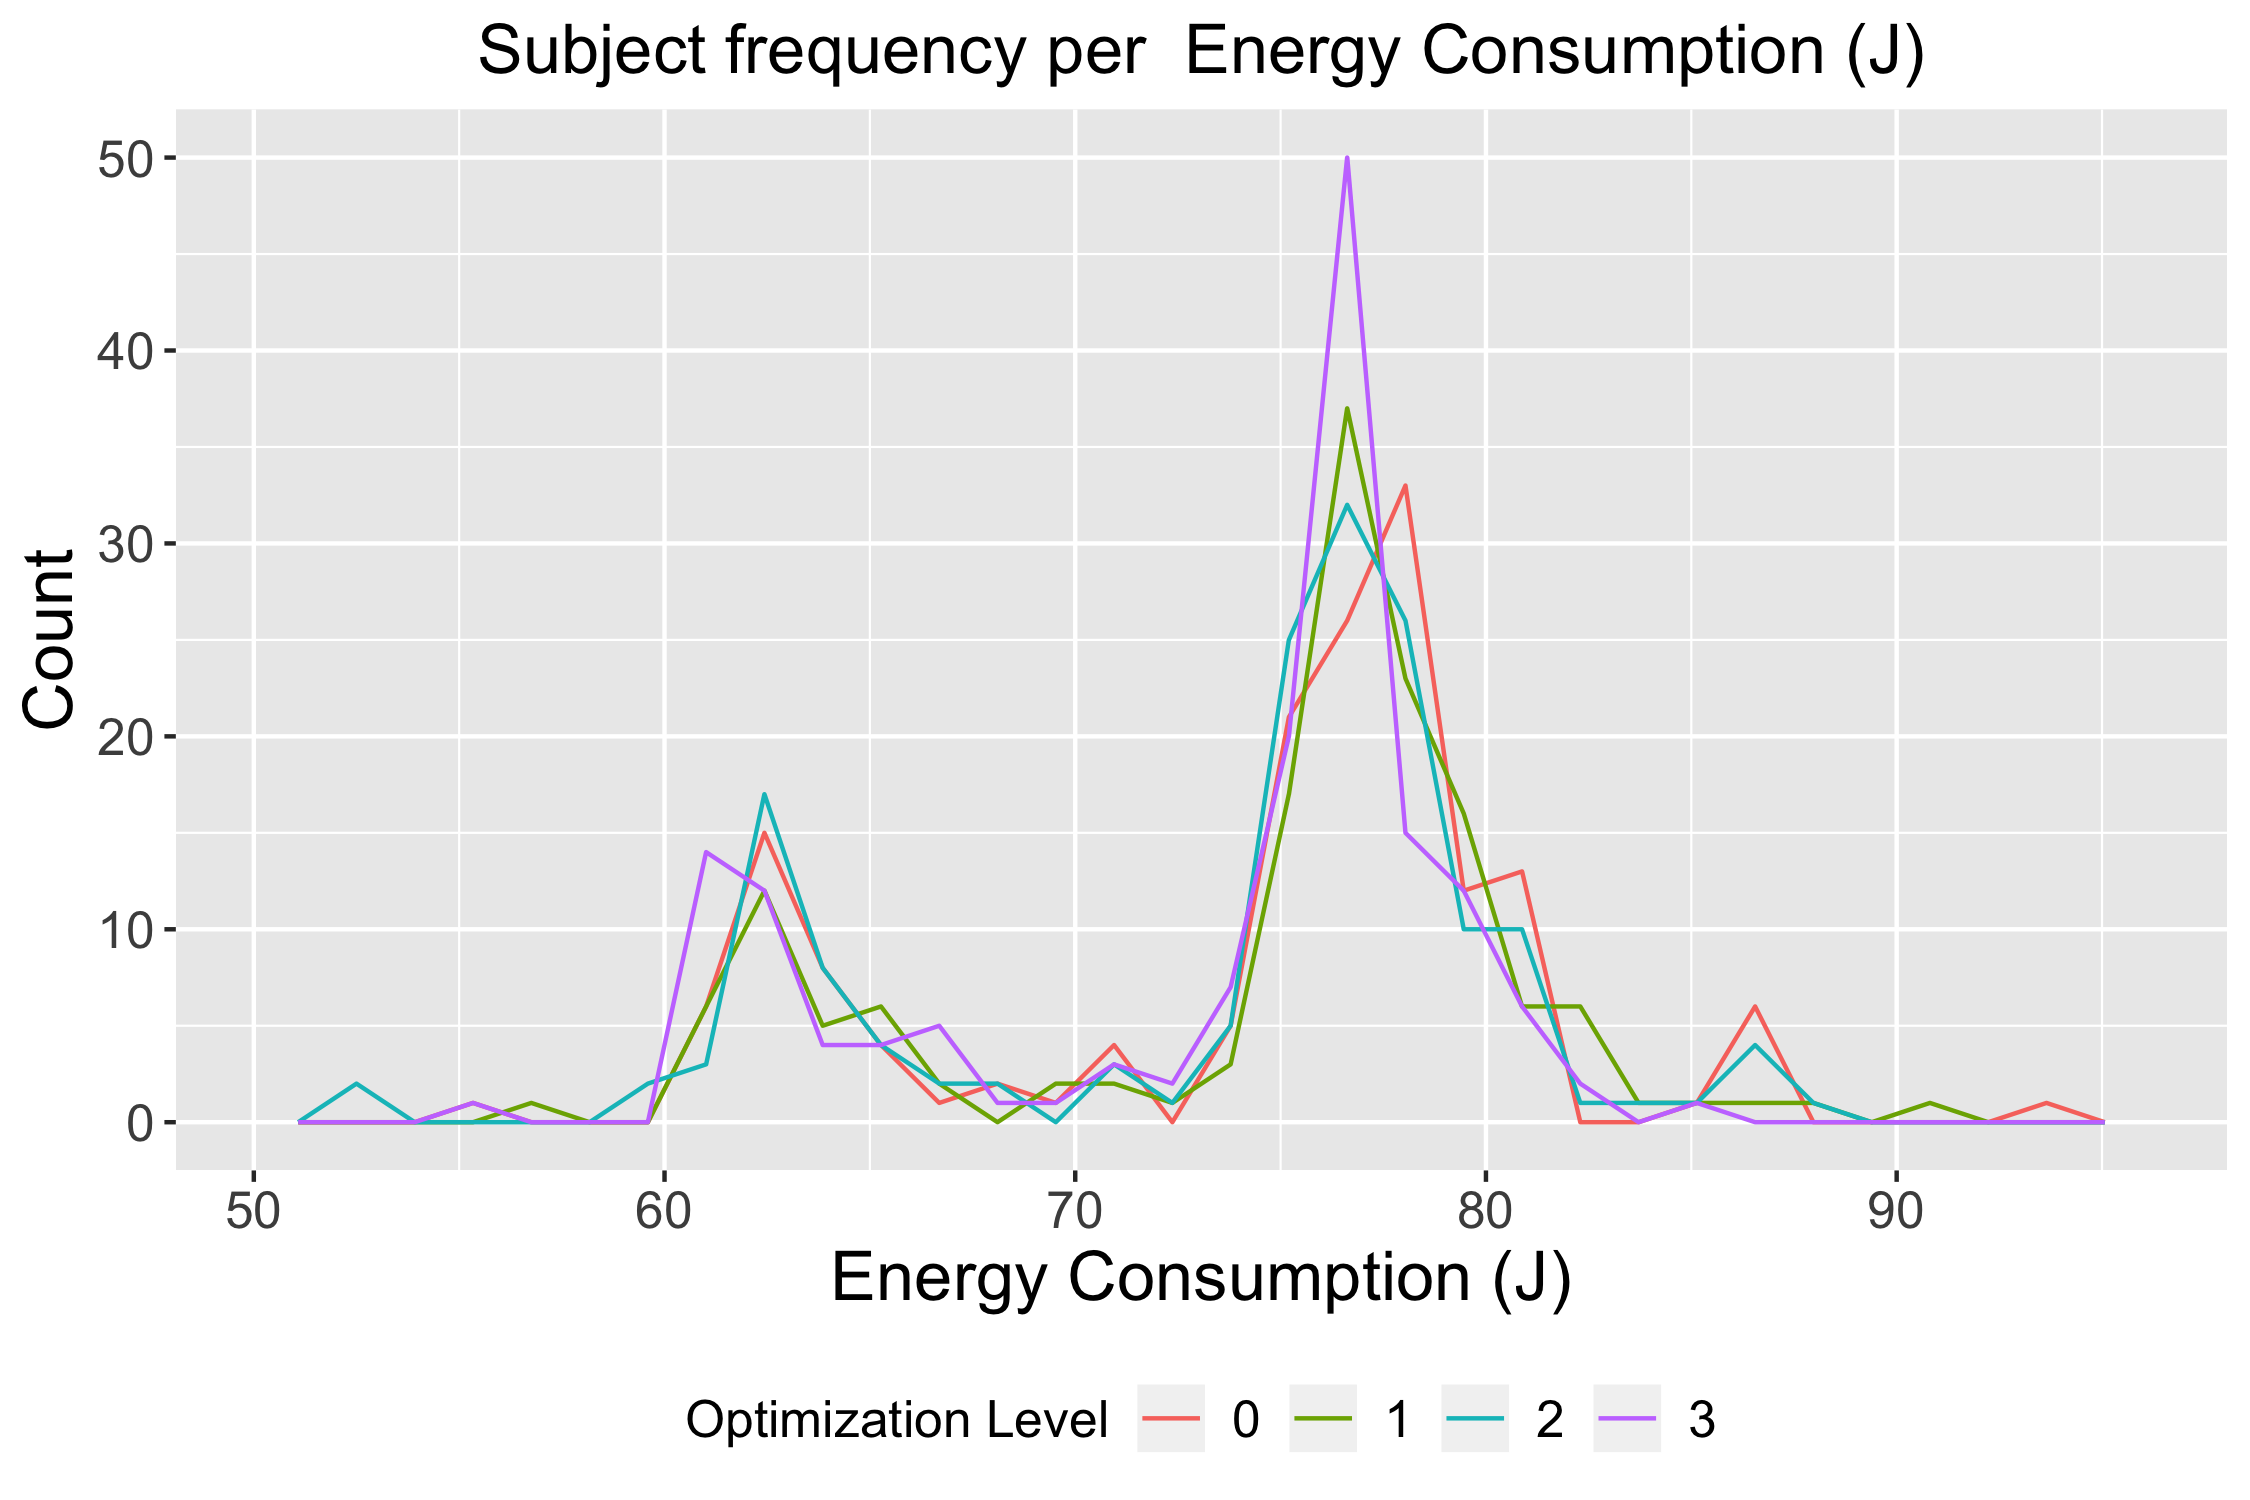 Subject frequency per  Energy Consumption (J)
50
40
30
20
10
0
Count
50 60 70 80 90
Energy Consumption (J)
Optimization Level 0 1 2 3